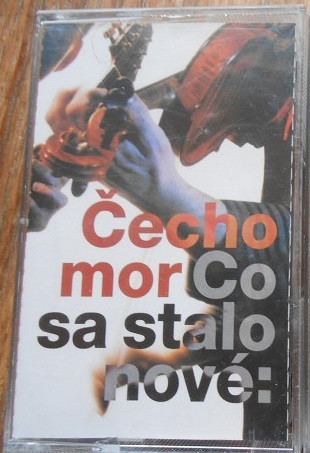 Čecho
mor Co
sa stalo
nové: